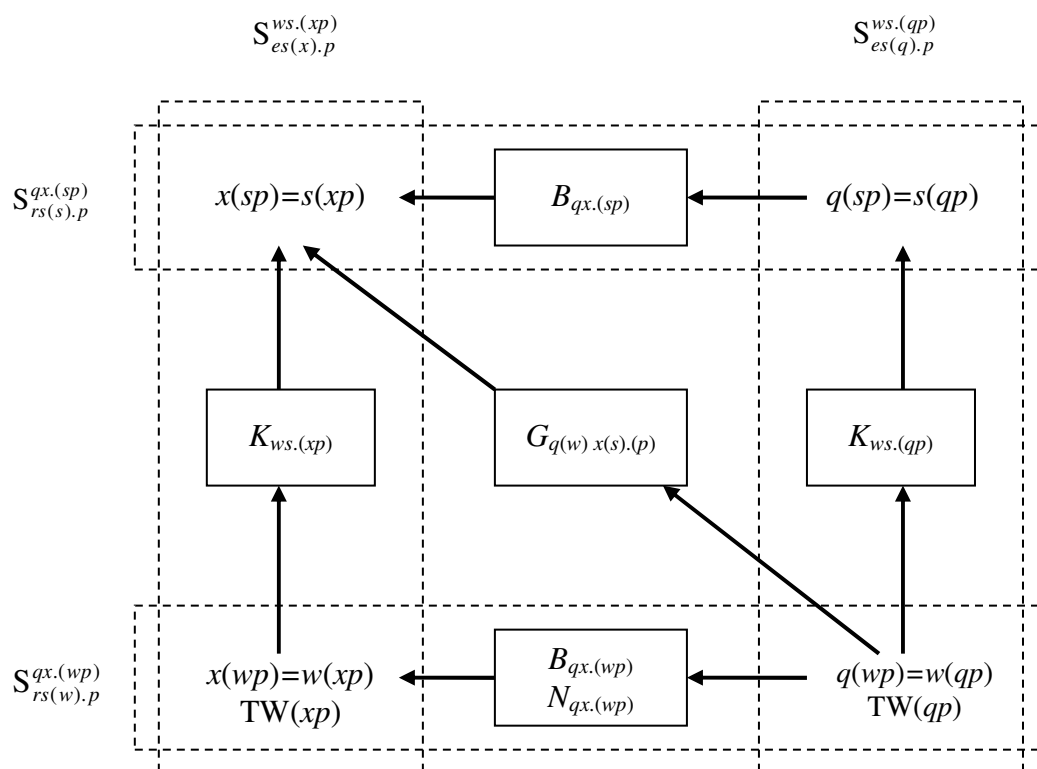 S^{ws.(xp)}_{es(x).p} S^{ws.(qp)}_{es(q).p}
S^{qx.(sp)}_{rs(s).p} x(sp)=s(xp) B_{qx.(sp)} q(sp)=s(qp)
K_{ws.(xp)} G_{q(w) x(s).(p)} K_{ws.(qp)}
S^{qx.(wp)}_{rs(w).p} x(wp)=w(xp) B_{qx.(wp)} q(wp)=w(qp)
TW(xp) N_{qx.(wp)} TW(qp)